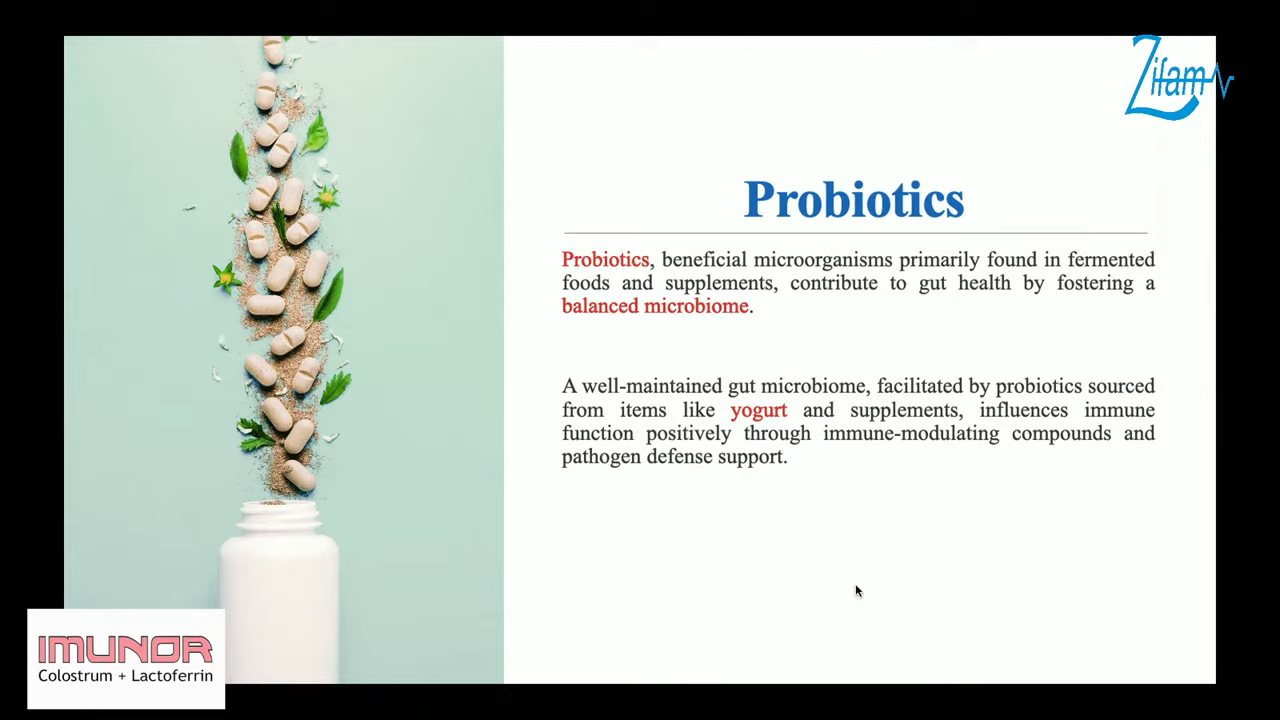 Zifam
Probiotics
Probiotics, beneficial microorganisms primarily found in fermented
foods and supplements, contribute to gut health by fostering a
balanced microbiome.
A well-maintained gut microbiome, facilitated by probiotics sourced
from items like yogurt and supplements, influences immune
function positively through immune-modulating compounds and
pathogen defense support.
IMUNOR
Colostrum + Lactoferrin